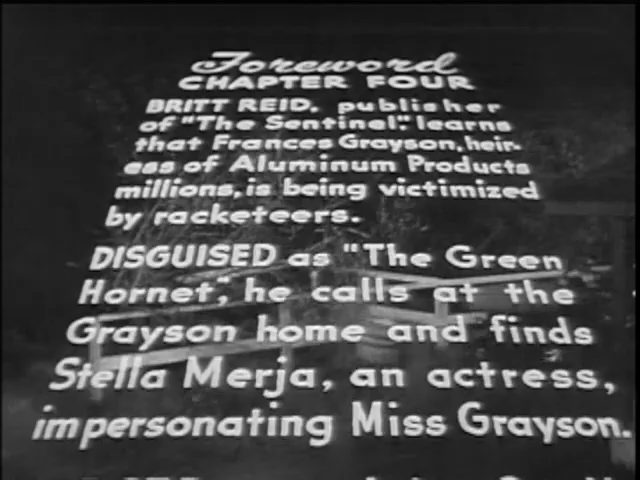 Foreword
CHAPTER FOUR
BRITT REID, publisher
of "The Sentinel", learns
that Frances Grayson, heir-
ess of Aluminum Products
millions, is being victimized
by racketeers.
DISGUISED as "The Green
Hornet", he calls at the
Grayson home and finds
Stella Merja, an actress,
impersonating Miss Grayson.